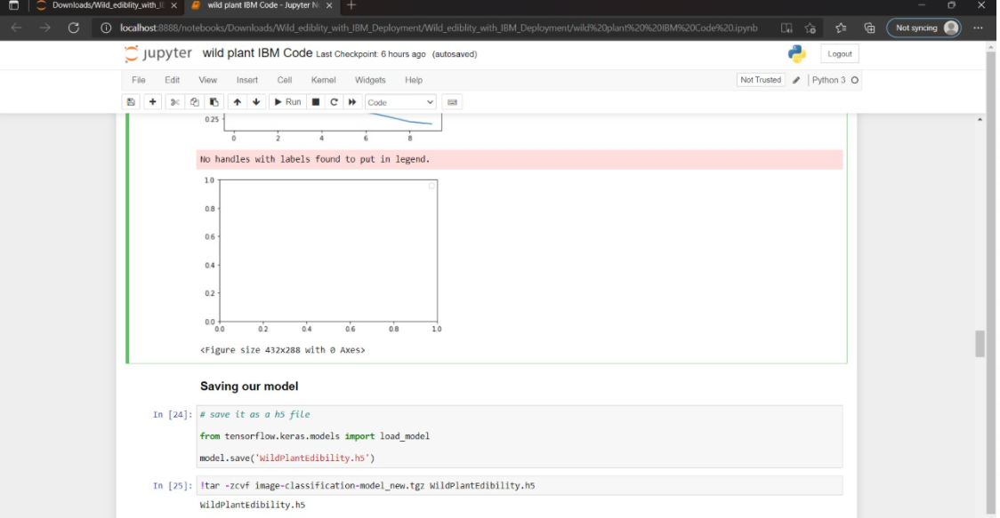 Downloads/Wild_ediblity_with_I
wild plant IBM Code - Jupyter No
localhost:8888/notebooks/Downloads/Wild_ediblity_with_IBM_Deployment/Wild_ediblity_with_IBM_Deployment/wild%20plant%20%20IBM%20Code%20.ipynb
Not syncing
jupyter wild plant IBM Code Last Checkpoint: 6 hours ago (autosaved)
Logout
File Edit View Insert Cell Kernel Widgets Help
Not Trusted Python 3
Run Code
0.25
0 2 4 6 8
No handles with labels found to put in legend.
1.0
0.8
0.6
0.4
0.2
0.0
0.0 0.2 0.4 0.6 0.8 1.0
<Figure size 432x288 with 0 Axes>
Saving our model
In [24]: # save it as a h5 file
from tensorflow.keras.models import load_model
model.save('WildPlantEdibility.h5')
In [25]: !tar -zcvf image-classification-model_new.tgz WildPlantEdibility.h5
WildPlantEdibility.h5